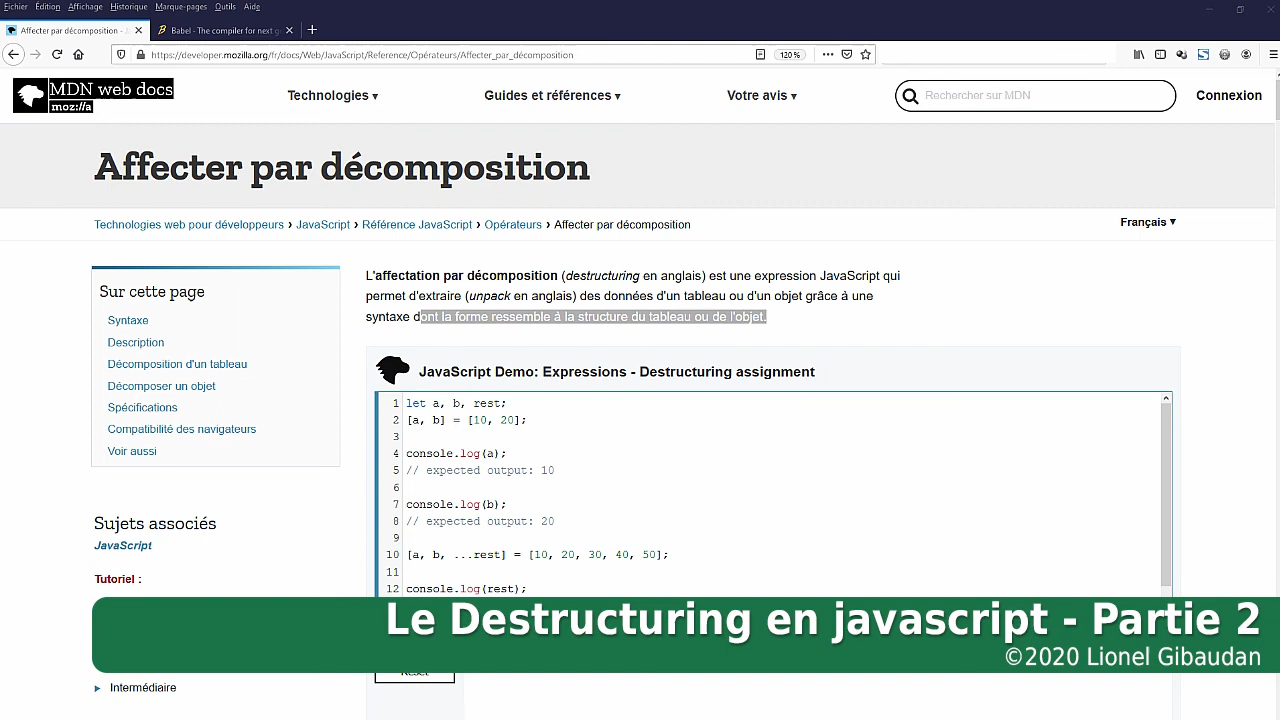 Fichier Édition Affichage Historique Marque-pages Outils Aide
Affecter par décomposition - J
Babel - The compiler for next g
https://developer.mozilla.org/fr/docs/Web/JavaScript/Reference/Opérateurs/Affecter_par_décomposition
120 %
MDN web docs
moz://a
Technologies ▾
Guides et références ▾
Votre avis ▾
Rechercher sur MDN
Connexion
Affecter par décomposition
Technologies web pour développeurs › JavaScript › Référence JavaScript › Opérateurs › Affecter par décomposition
Français ▾
Sur cette page
Syntaxe
Description
Décomposition d'un tableau
Décomposer un objet
Spécifications
Compatibilité des navigateurs
Voir aussi
Sujets associés
JavaScript
Tutoriel :
Intermédiaire
L'affectation par décomposition (destructuring en anglais) est une expression JavaScript qui
permet d'extraire (unpack en anglais) des données d'un tableau ou d'un objet grâce à une
syntaxe dont la forme ressemble à la structure du tableau ou de l'objet.
JavaScript Demo: Expressions - Destructuring assignment
1 let a, b, rest;
2 [a, b] = [10, 20];
3
4 console.log(a);
5 // expected output: 10
6
7 console.log(b);
8 // expected output: 20
9
10 [a, b, ...rest] = [10, 20, 30, 40, 50];
11
12 console.log(rest);
Le Destructuring en javascript - Partie 2
©2020 Lionel Gibaudan
Reset